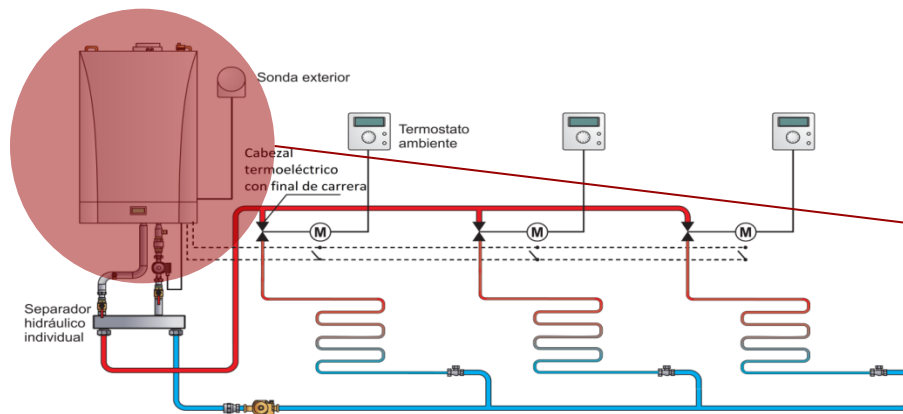 Sonda exterior
Termostato
ambiente
Cabezal
termoeléctrico
con final de carrera
M
M
M
Separador
hidráulico
individual